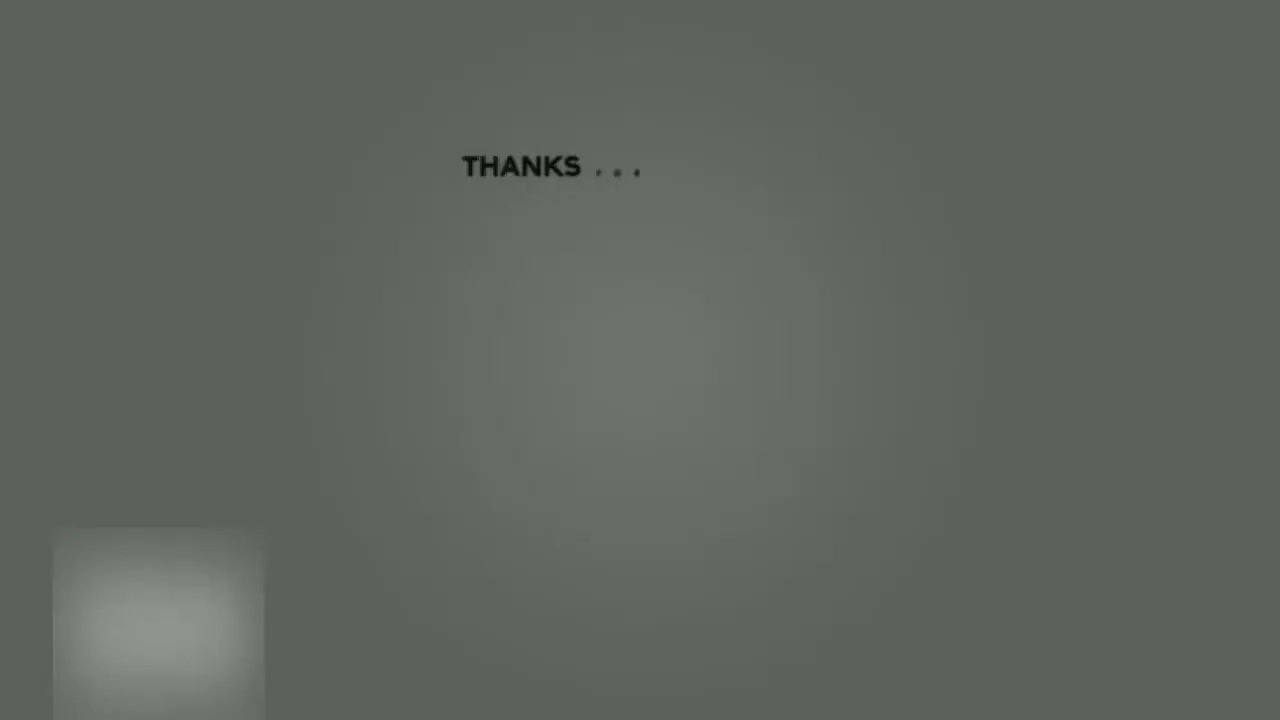 THANKS . . .